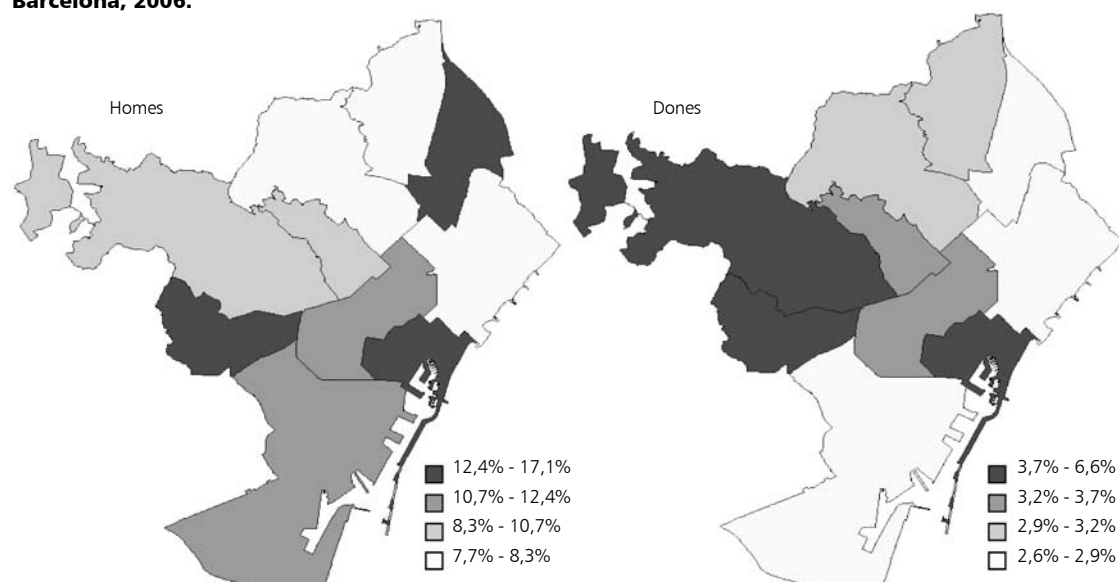 Barcelona, 2006.
Homes
12,4% - 17,1%
10,7% - 12,4%
8,3% - 10,7%
7,7% - 8,3%
Dones
3,7% - 6,6%
3,2% - 3,7%
2,9% - 3,2%
2,6% - 2,9%